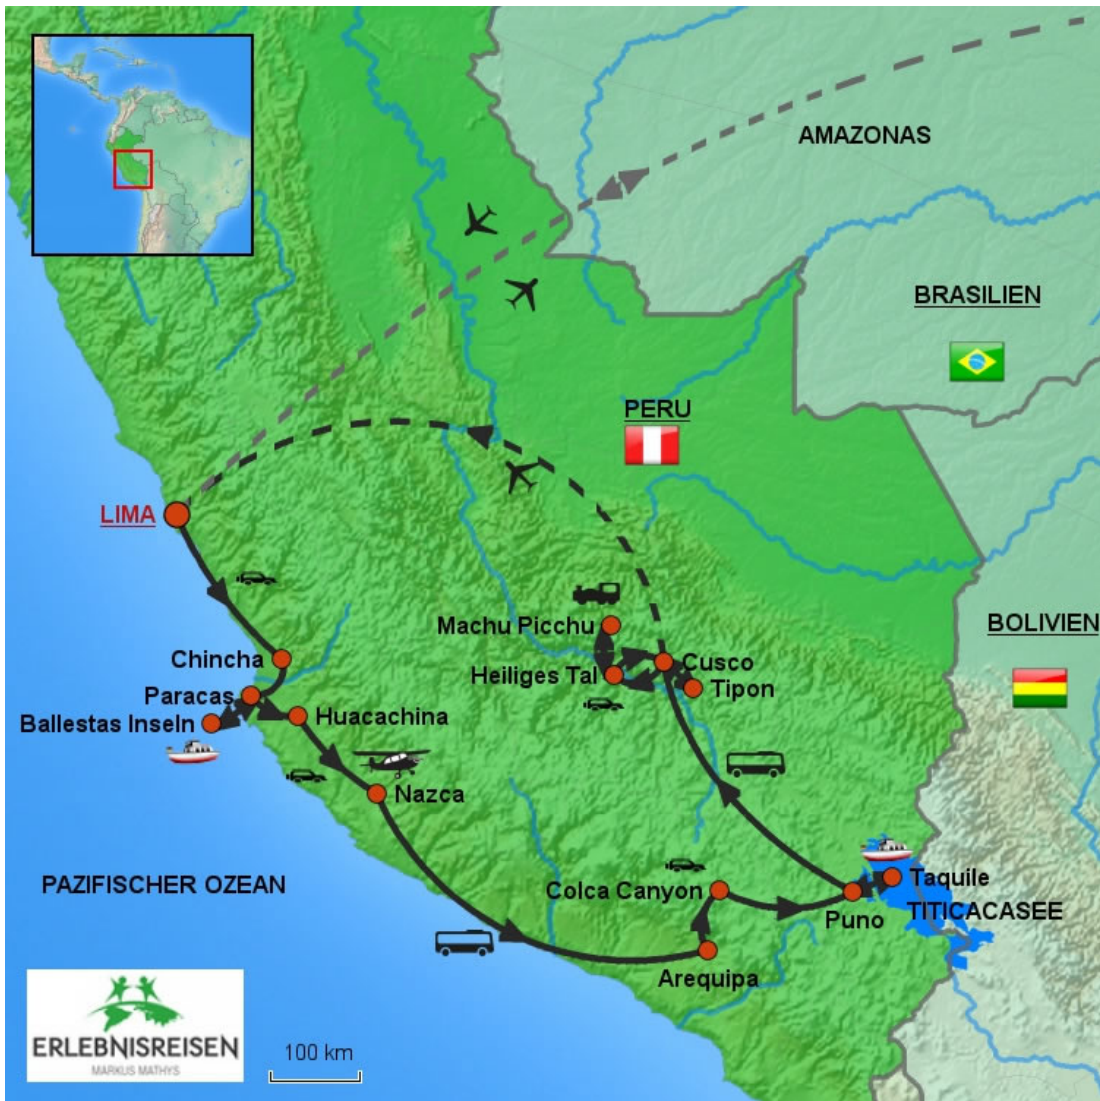 AMAZONAS
BRASILIEN
PERU
LIMA
BOLIVIEN
Machu Picchu
Cusco
Heiliges Tal
Tipon
Chincha
Paracas
Huacachina
Ballestas Inseln
Nazca
PAZIFISCHER OZEAN
Colca Canyon
Taquile
Puno
TITICACASEE
Arequipa
ERLEBNISREISEN
MARKUS MATHYS
100 km